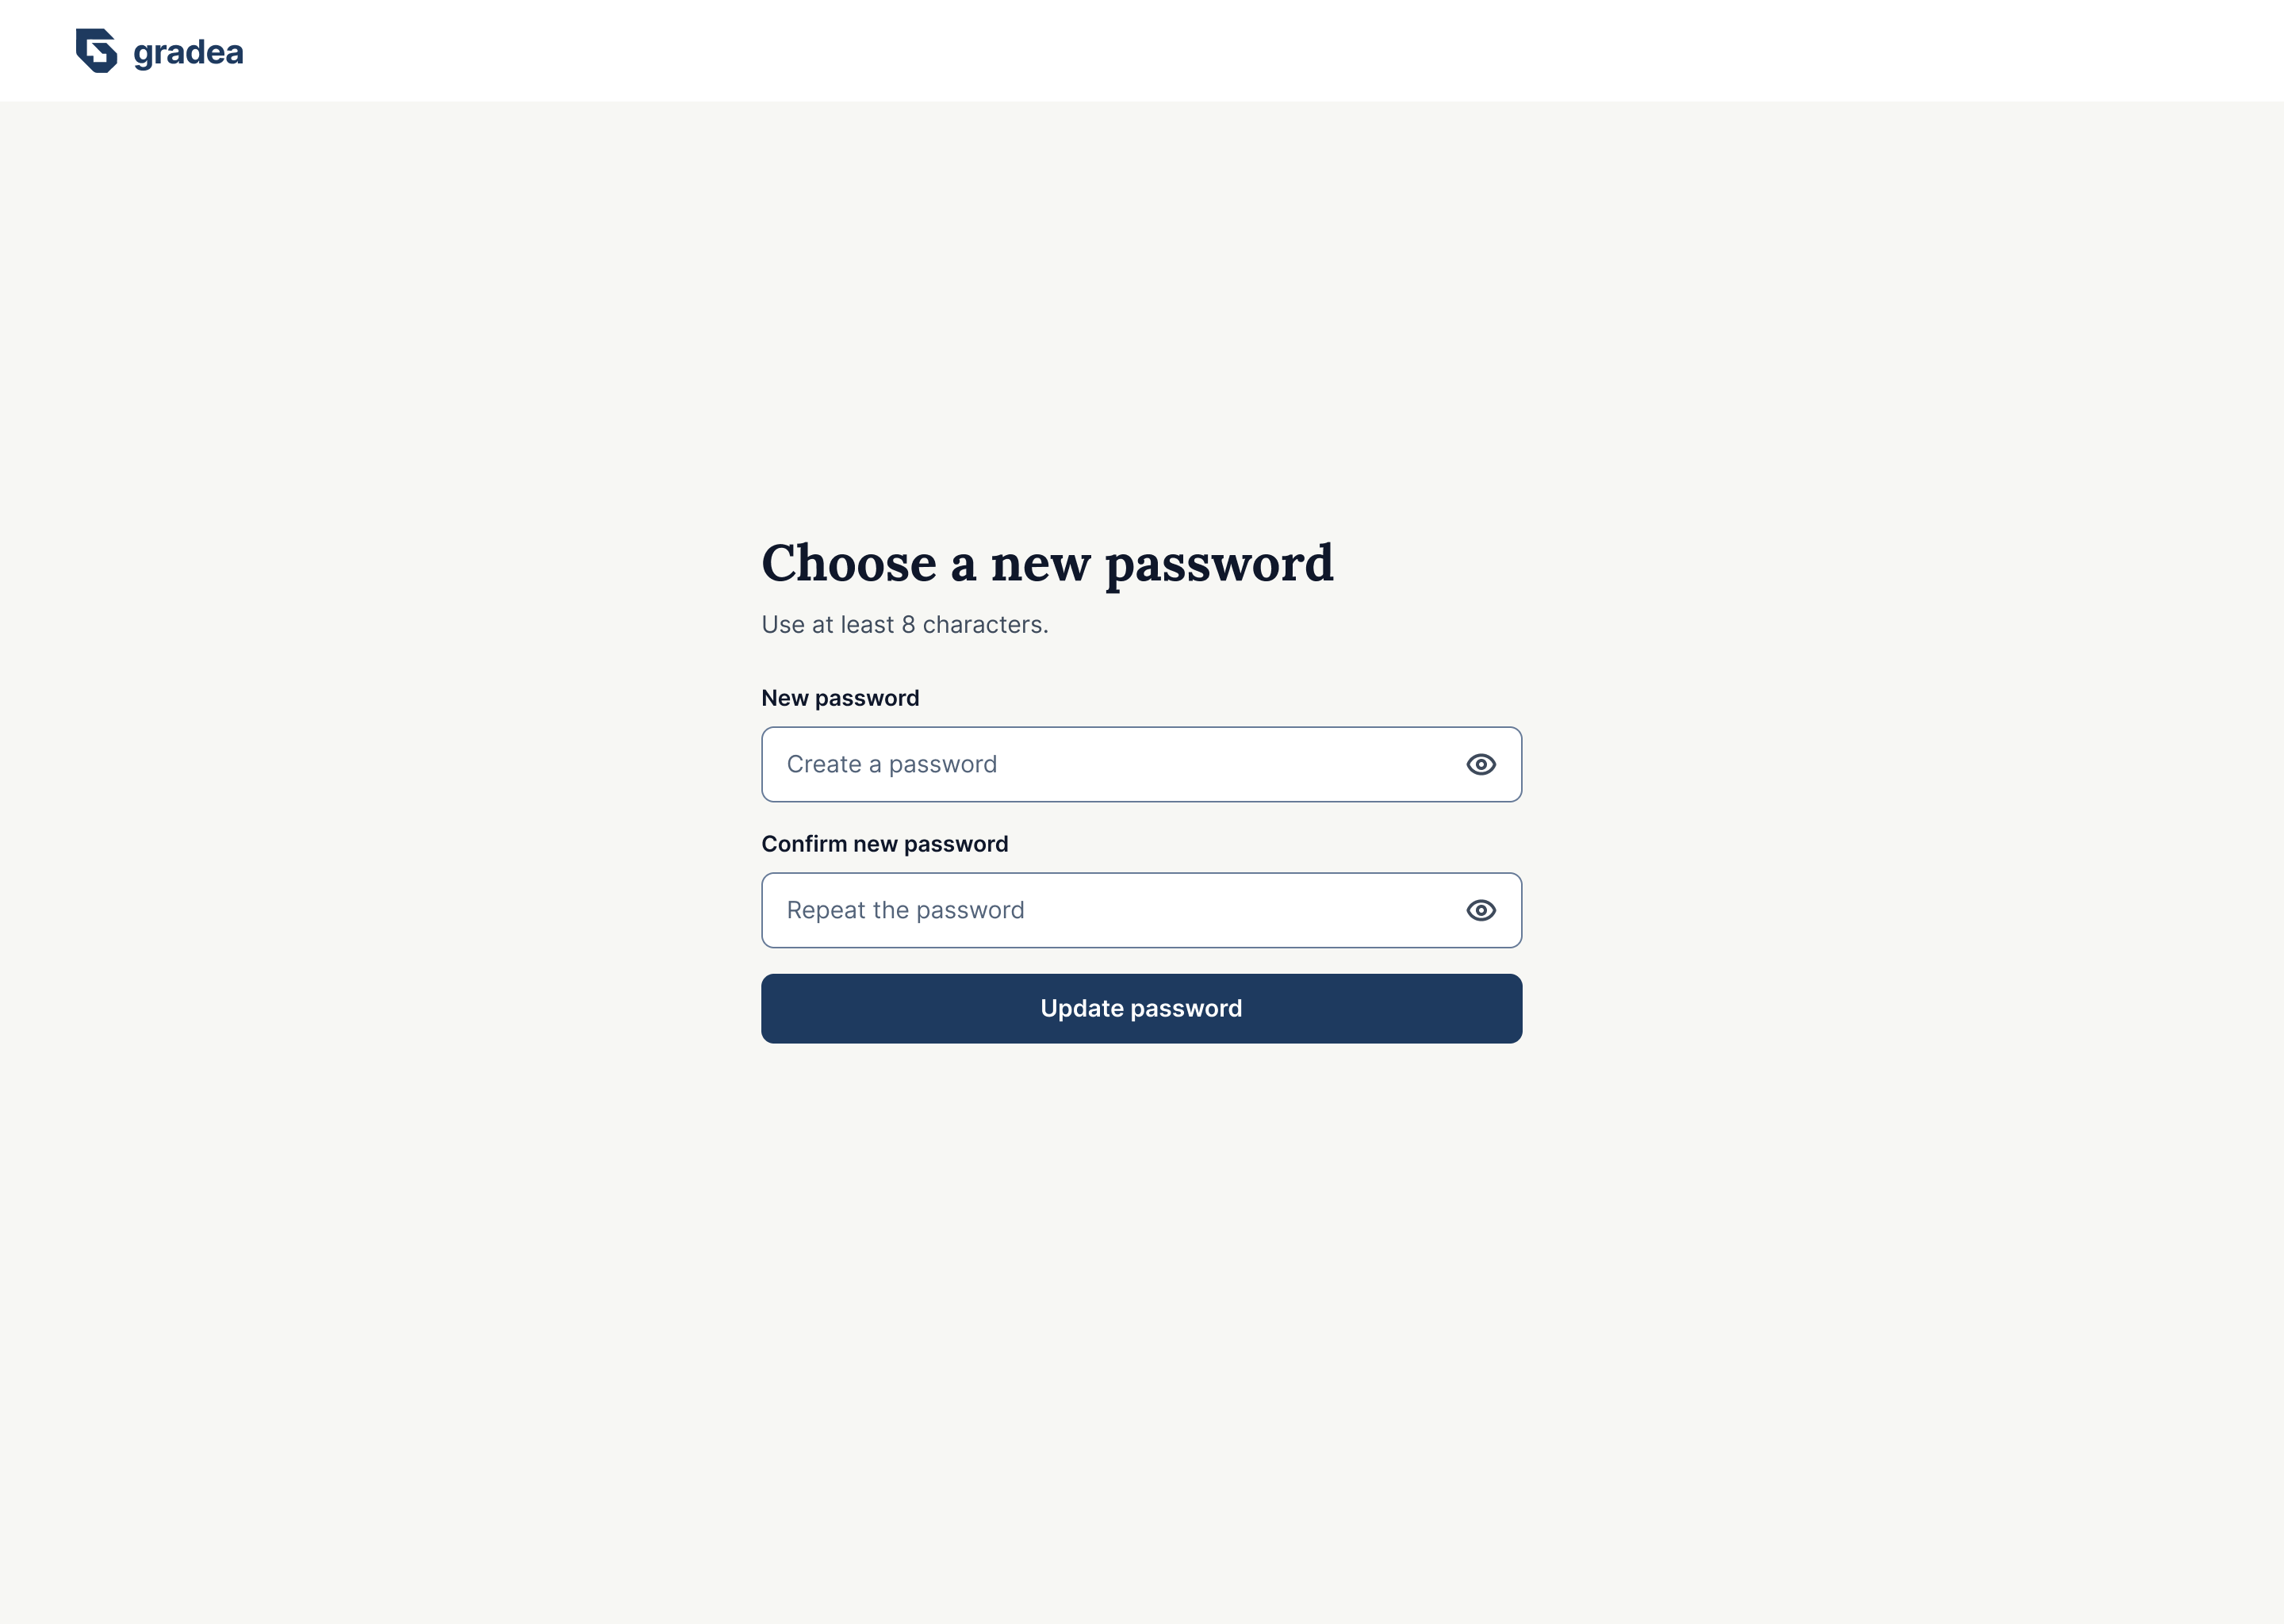 gradea
Choose a new password
Use at least 8 characters.
New password
Create a password
Confirm new password
Repeat the password
Update password